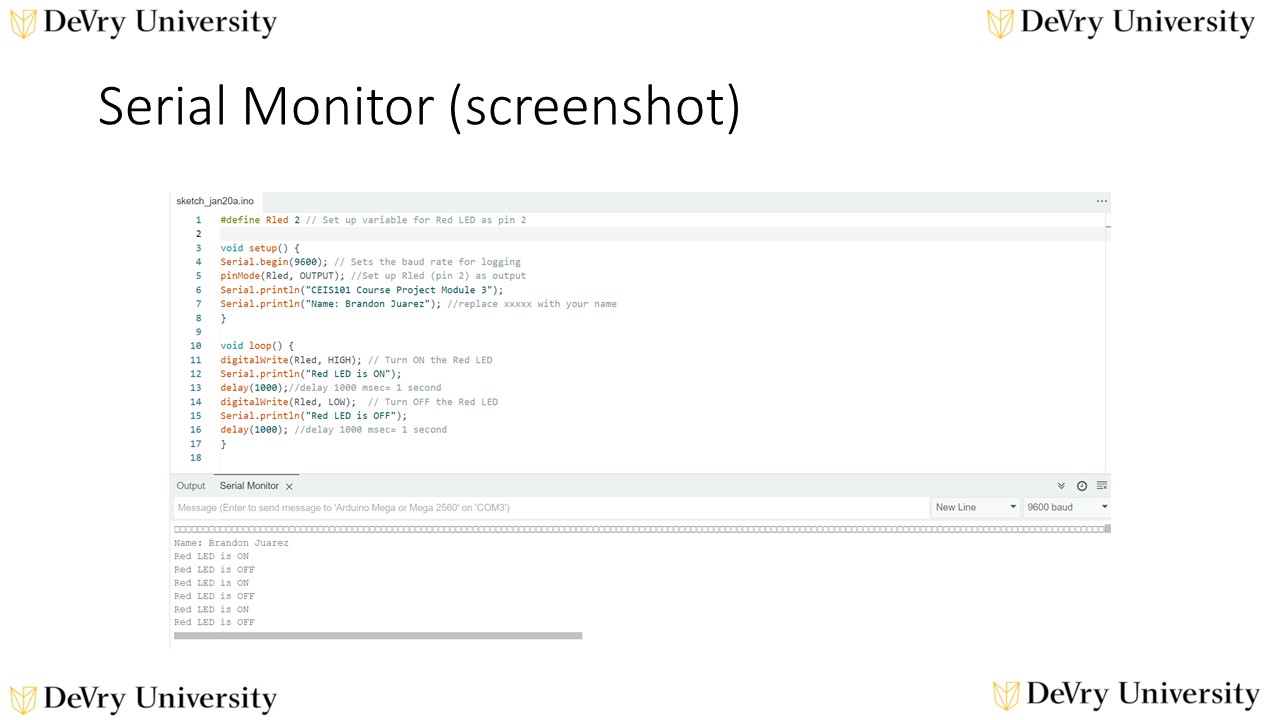 DeVry University
DeVry University
Serial Monitor (screenshot)
sketch_jan20a.ino
...
1 #define Rled 2 // Set up variable for Red LED as pin 2
2
3 void setup() {
4 Serial.begin(9600); // Sets the baud rate for logging
5 pinMode(Rled, OUTPUT); //Set up Rled (pin 2) as output
6 Serial.println("CEIS101 Course Project Module 3");
7 Serial.println("Name: Brandon Juarez"); //replace xxxxx with your name
8 }
9
10 void loop() {
11 digitalWrite(Rled, HIGH); // Turn ON the Red LED
12 Serial.println("Red LED is ON");
13 delay(1000);//delay 1000 msec= 1 second
14 digitalWrite(Rled, LOW);  // Turn OFF the Red LED
15 Serial.println("Red LED is OFF");
16 delay(1000); //delay 1000 msec= 1 second
17 }
18
Output Serial Monitor
Message (Enter to send message to 'Arduino Mega or Mega 2560' on 'COM3') New Line 9600 baud
Name: Brandon Juarez
Red LED is ON
Red LED is OFF
Red LED is ON
Red LED is OFF
Red LED is ON
Red LED is OFF
DeVry University
DeVry University